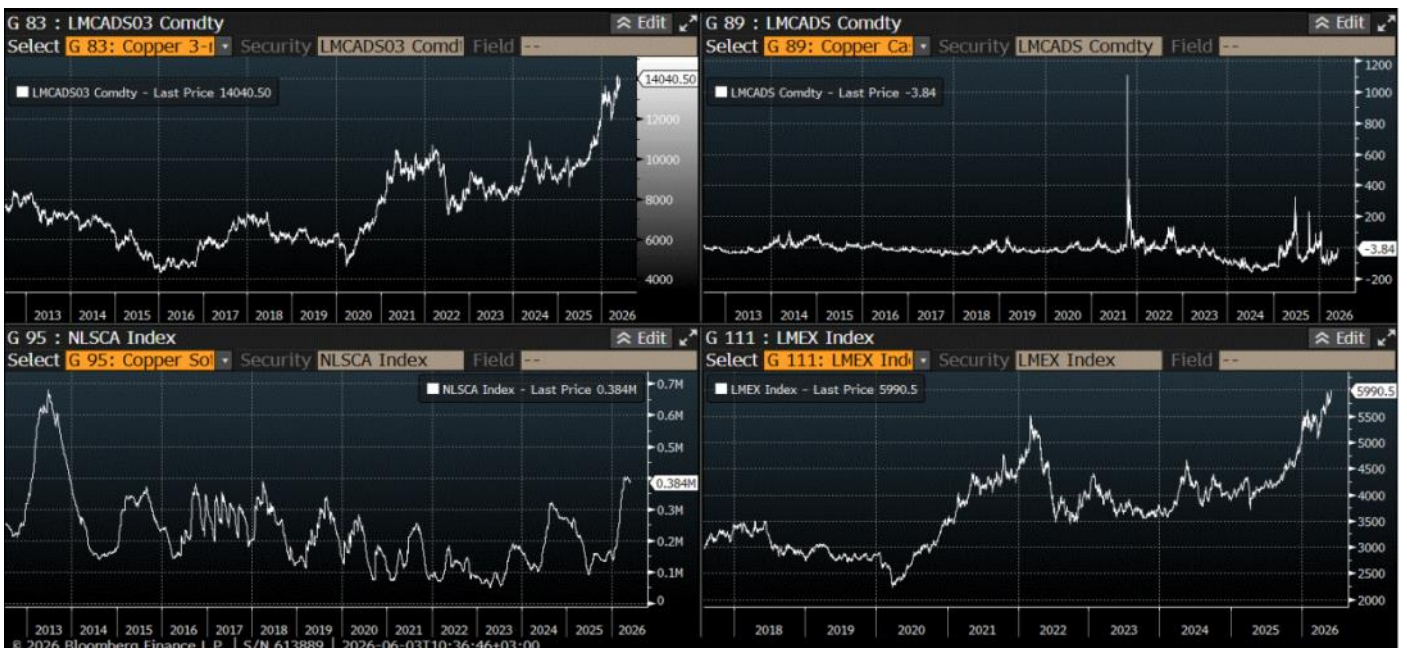 G 83 : LMCADS03 Comdty
Edit
Select G 83: Copper 3-r Security LMCADS03 Comdt Field --
LMCADS03 Comdty - Last Price 14040.50
14040.50
12000
10000
8000
6000
4000
2013 2014 2015 2016 2017 2018 2019 2020 2021 2022 2023 2024 2025 2026
G 89 : LMCADS Comdty
Edit
Select G 89: Copper Ca Security LMCADS Comdty Field --
LMCADS Comdty - Last Price -3.84
1200
1000
800
600
400
200
-3.84
-200
2013 2014 2015 2016 2017 2018 2019 2020 2021 2022 2023 2024 2025 2026
G 95 : NLSCA Index
Edit
Select G 95: Copper So Security NLSCA Index Field --
NLSCA Index - Last Price 0.384M
0.7M
0.6M
0.5M
0.384M
0.3M
0.2M
0.1M
0
2013 2014 2015 2016 2017 2018 2019 2020 2021 2022 2023 2024 2025 2026
G 111 : LMEX Index
Edit
Select G 111: LMEX Ind Security LMEX Index Field --
LMEX Index - Last Price 5990.5
5990.5
5500
5000
4500
4000
3500
3000
2500
2000
2018 2019 2020 2021 2022 2023 2024 2025 2026
© 2026 Bloomberg Finance L.P. | S/N 613889 | 2026-06-03T10:36:46+03:00